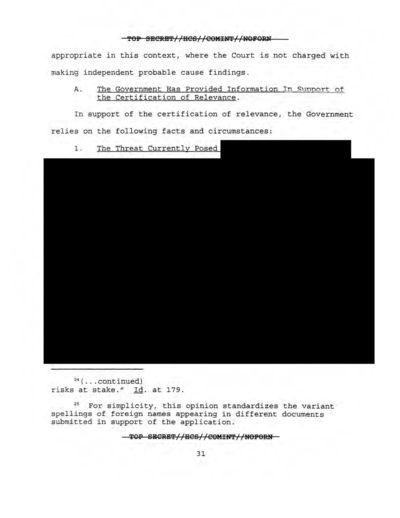 TOP SECRET//HCS//COMINT//NOFORN
appropriate in this context, where the Court is not charged with
making independent probable cause findings.
A. The Government Has Provided Information In Support of
the Certification of Relevance.
In support of the certification of relevance, the Government
relies on the following facts and circumstances:
1. The Threat Currently Posed
24(...continued)
risks at stake." Id. at 179.
25 For simplicity, this opinion standardizes the variant
spellings of foreign names appearing in different documents
submitted in support of the application.
TOP SECRET//HCS//COMINT//NOFORN
31